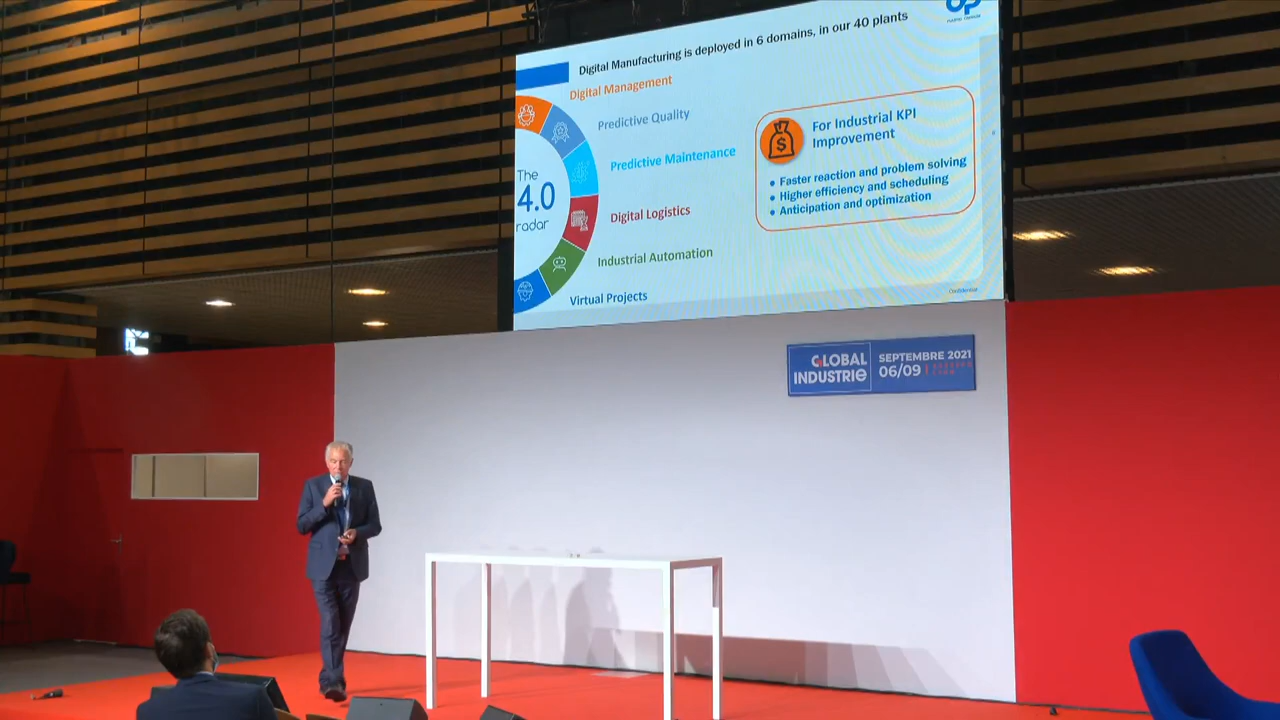 Digital Manufacturing is deployed in 6 domains, in our 40 plants
Digital Management
Predictive Quality
Predictive Maintenance
Digital Logistics
Industrial Automation
Virtual Projects
The
4.0
radar
$
For Industrial KPI
Improvement
• Faster reaction and problem solving
• Higher efficiency and scheduling
• Anticipation and optimization
Confidential
GLOBAL
INDUSTRIE
SEPTEMBRE 2021
06/09